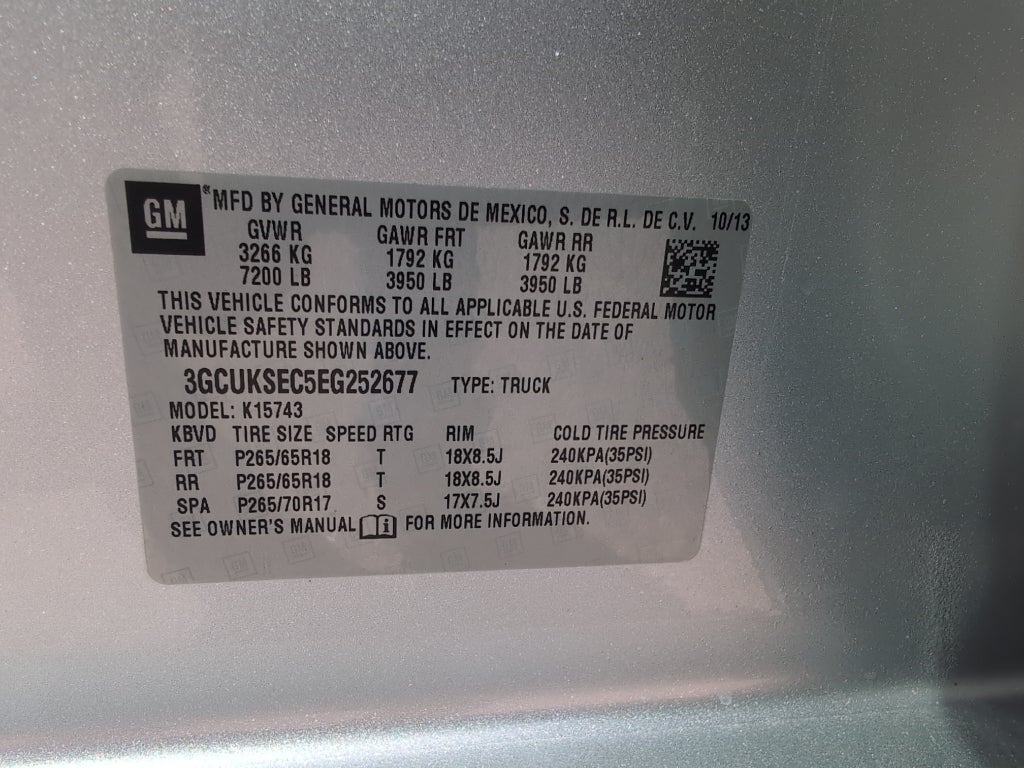 GM ® MFD BY GENERAL MOTORS DE MEXICO, S. DE R.L. DE C.V. 10/13
GVWR GAWR FRT GAWR RR
3266 KG 1792 KG 1792 KG
7200 LB 3950 LB 3950 LB
THIS VEHICLE CONFORMS TO ALL APPLICABLE U.S. FEDERAL MOTOR
VEHICLE SAFETY STANDARDS IN EFFECT ON THE DATE OF
MANUFACTURE SHOWN ABOVE.
3GCUKSEC5EG252677 TYPE: TRUCK
MODEL: K15743
KBVD TIRE SIZE SPEED RTG RIM COLD TIRE PRESSURE
FRT P265/65R18 T 18X8.5J 240KPA(35PSI)
RR P265/65R18 T 18X8.5J 240KPA(35PSI)
SPA P265/70R17 S 17X7.5J 240KPA(35PSI)
SEE OWNER'S MANUAL i FOR MORE INFORMATION.